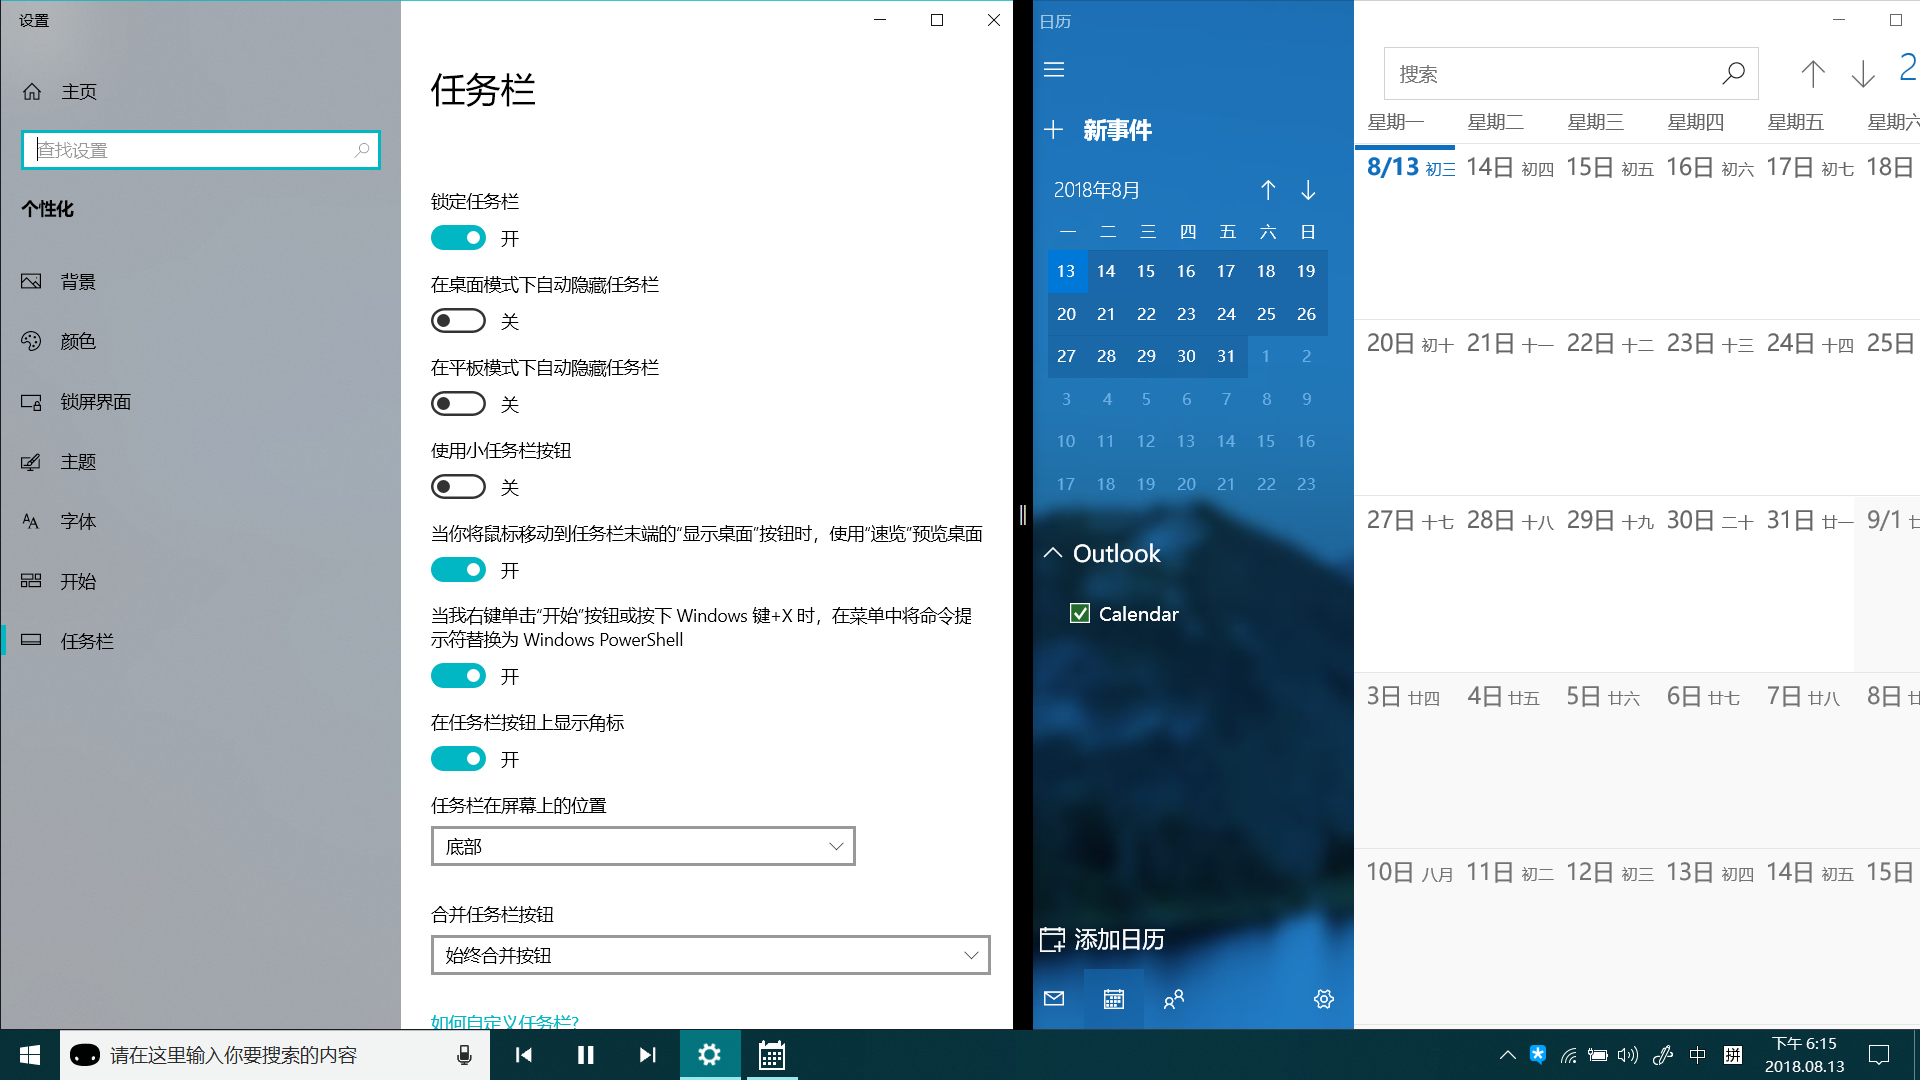 设置
主页
查找设置
个性化
背景
颜色
锁屏界面
主题
字体
开始
任务栏
任务栏
锁定任务栏
开
在桌面模式下自动隐藏任务栏
关
在平板模式下自动隐藏任务栏
关
使用小任务栏按钮
关
当你将鼠标移动到任务栏末端的“显示桌面”按钮时，使用“速览”预览桌面
开
当我右键单击“开始”按钮或按下 Windows 键+X 时，在菜单中将命令提
示符替换为 Windows PowerShell
开
在任务栏按钮上显示角标
开
任务栏在屏幕上的位置
底部
合并任务栏按钮
始终合并按钮
如何自定义任务栏?
日历
新事件
2018年8月
一 二 三 四 五 六 日
13 14 15 16 17 18 19
20 21 22 23 24 25 26
27 28 29 30 31 1 2
3 4 5 6 7 8 9
10 11 12 13 14 15 16
17 18 19 20 21 22 23
Outlook
Calendar
添加日历
搜索
2
星期一 星期二 星期三 星期四 星期五 星期六
8/13 初三 14日 初四 15日 初五 16日 初六 17日 初七 18日
20日 初十 21日 十一 22日 十二 23日 十三 24日 十四 25日
27日 十七 28日 十八 29日 十九 30日 二十 31日 廿一 9/1 廿
3日 廿四 4日 廿五 5日 廿六 6日 廿七 7日 廿八 8日 廿
10日 八月 11日 初二 12日 初三 13日 初四 14日 初五 15日
请在这里输入你要搜索的内容
中
拼
下午 6:15
2018.08.13